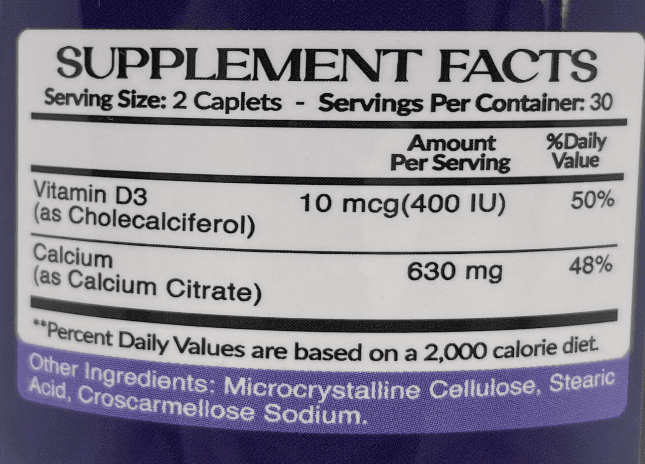 SUPPLEMENT FACTS
Serving Size: 2 Caplets - Servings Per Container: 30
Amount %Daily
Per Serving Value
Vitamin D3 10 mcg(400 IU) 50%
(as Cholecalciferol)
Calcium 630 mg 48%
(as Calcium Citrate)
**Percent Daily Values are based on a 2,000 calorie diet.
Other Ingredients: Microcrystalline Cellulose, Stearic
Acid, Croscarmellose Sodium.